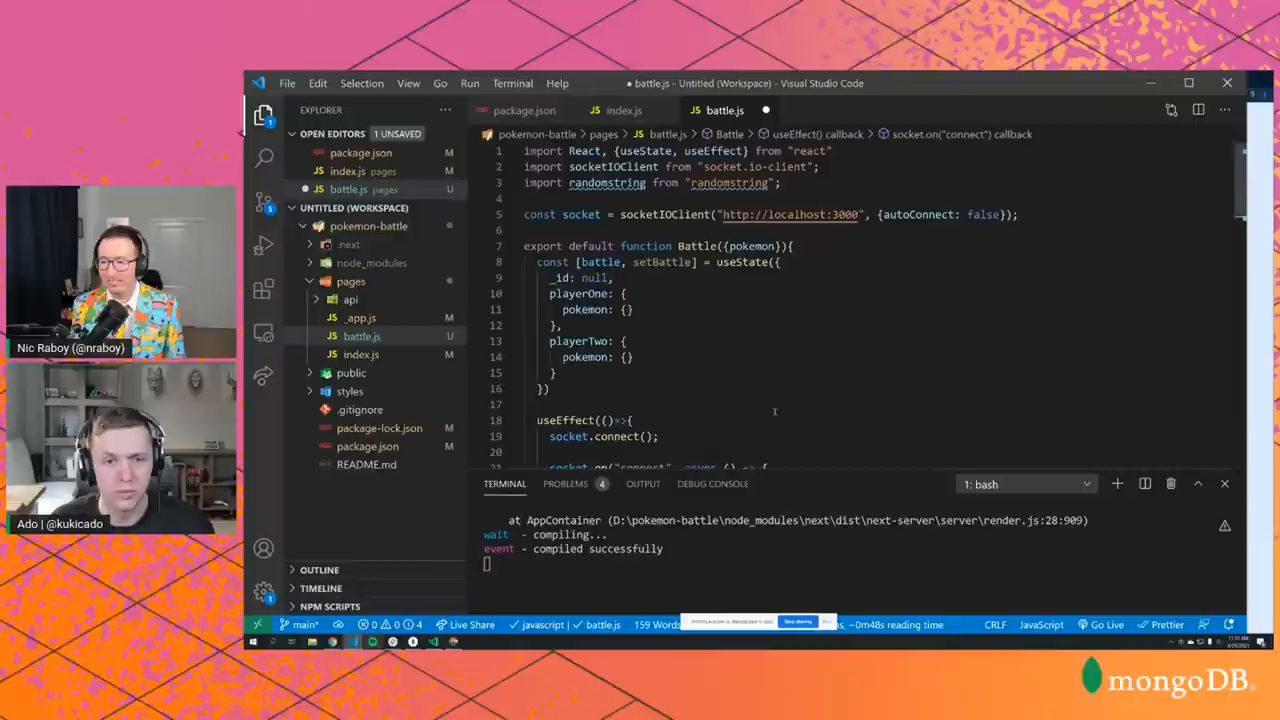 File Edit Selection View Go Run Terminal Help
● battle.js - Untitled (Workspace) - Visual Studio Code
EXPLORER
OPEN EDITORS 1 UNSAVED
package.json M
index.js pages M
battle.js pages U
UNTITLED (WORKSPACE)
pokemon-battle
.next
node_modules
pages
api
_app.js
battle.js U
index.js M
public
styles
.gitignore
package-lock.json M
package.json M
README.md
OUTLINE
TIMELINE
NPM SCRIPTS
package.json index.js battle.js
pokemon-battle > pages > battle.js > Battle > useEffect() callback > socket.on("connect") callback
1 import React, {useState, useEffect} from "react"
2 import socketIOClient from "socket.io-client";
3 import randomstring from "randomstring";
4
5 const socket = socketIOClient("http://localhost:3000", {autoConnect: false});
6
7 export default function Battle({pokemon}){
8 const [battle, setBattle] = useState({
9 _id: null,
10 playerOne: {
11 pokemon: {}
12 },
13 playerTwo: {
14 pokemon: {}
15 }
16 })
17
18 useEffect(()=>{
19 socket.connect();
20
21 socket.on("connect", async () => {
TERMINAL PROBLEMS 4 OUTPUT DEBUG CONSOLE 1: bash
at AppContainer (D:\pokemon-battle\node_modules\next\dist\next-server\server\render.js:28:909)
wait - compiling...
event - compiled successfully
main* 0 0 4 Live Share javascript battle.js 159 Words
Stop sharing
s, ~0m48s reading time CRLF JavaScript Go Live Prettier
Nic Raboy (@nraboy)
Ado | @kukicado
mongoDB.